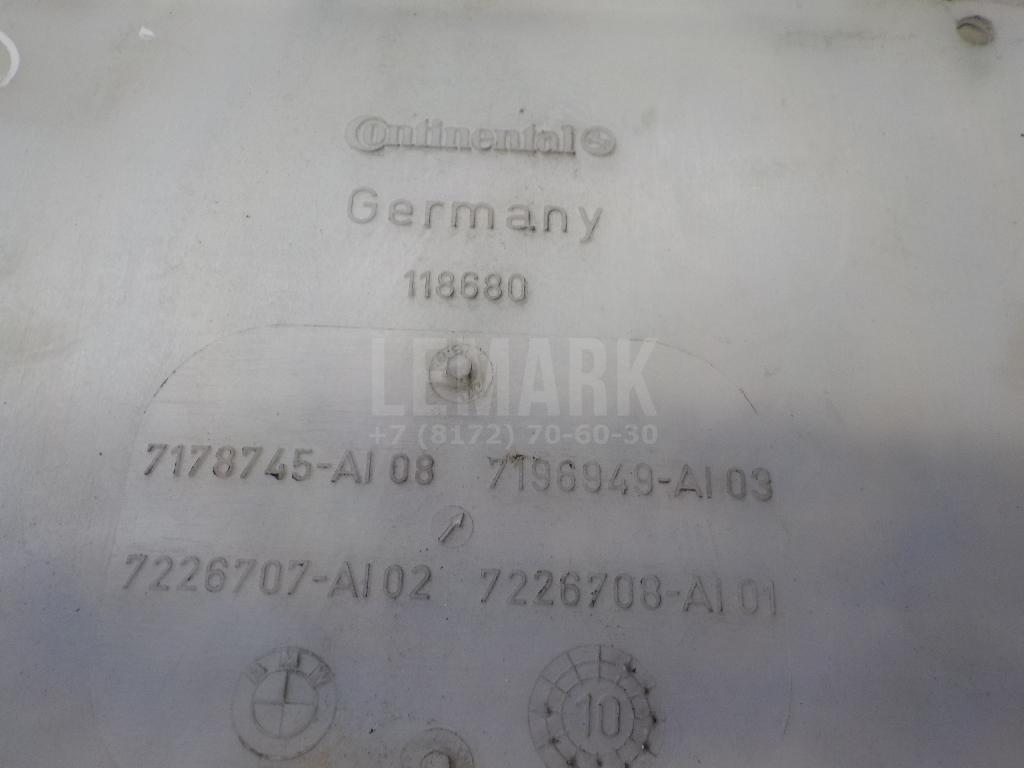 Continental
Germany
118680
LEMARK
+7 (8172) 70-60-30
7178745-AI 08 7196949-AI 03
7226707-AI 02 7226708-AI 01
BMW
10